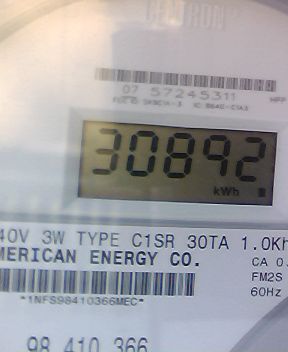 CELLTRON
07 57245311
30892
kWh
40V 3W TYPE C1SR 30TA 1.0Kh
MERICAN ENERGY CO.
CA 0.
FM2S
60Hz
*1NFS98410366MEC*
98 410 366